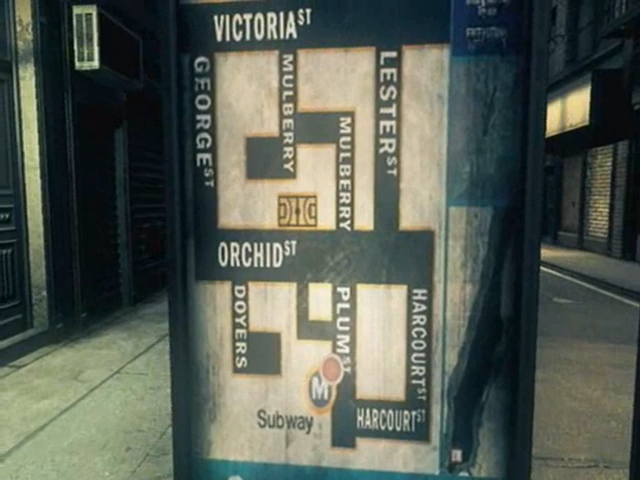 VICTORIA ST
GEORGE ST
MULBERRY
MULBERRY
LESTER ST
ORCHID ST
DOYERS
PLUM ST
HARCOURT ST
M
Subway
HARCOURT ST